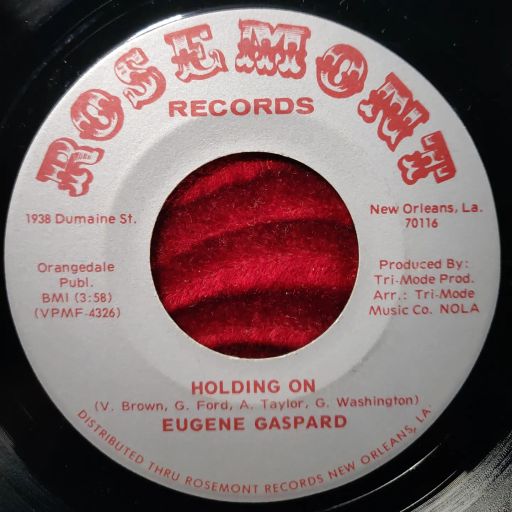 ROSEMONT
RECORDS
1938 Dumaine St.
New Orleans, La.
70116
Orangedale
Publ.
BMI (3:58)
(VPMF-4326)
Produced By:
Tri-Mode Prod.
Arr.: Tri-Mode
Music Co. NOLA
HOLDING ON
(V. Brown, G. Ford, A. Taylor, G. Washington)
EUGENE GASPARD
DISTRIBUTED THRU ROSEMONT RECORDS NEW ORLEANS, LA.